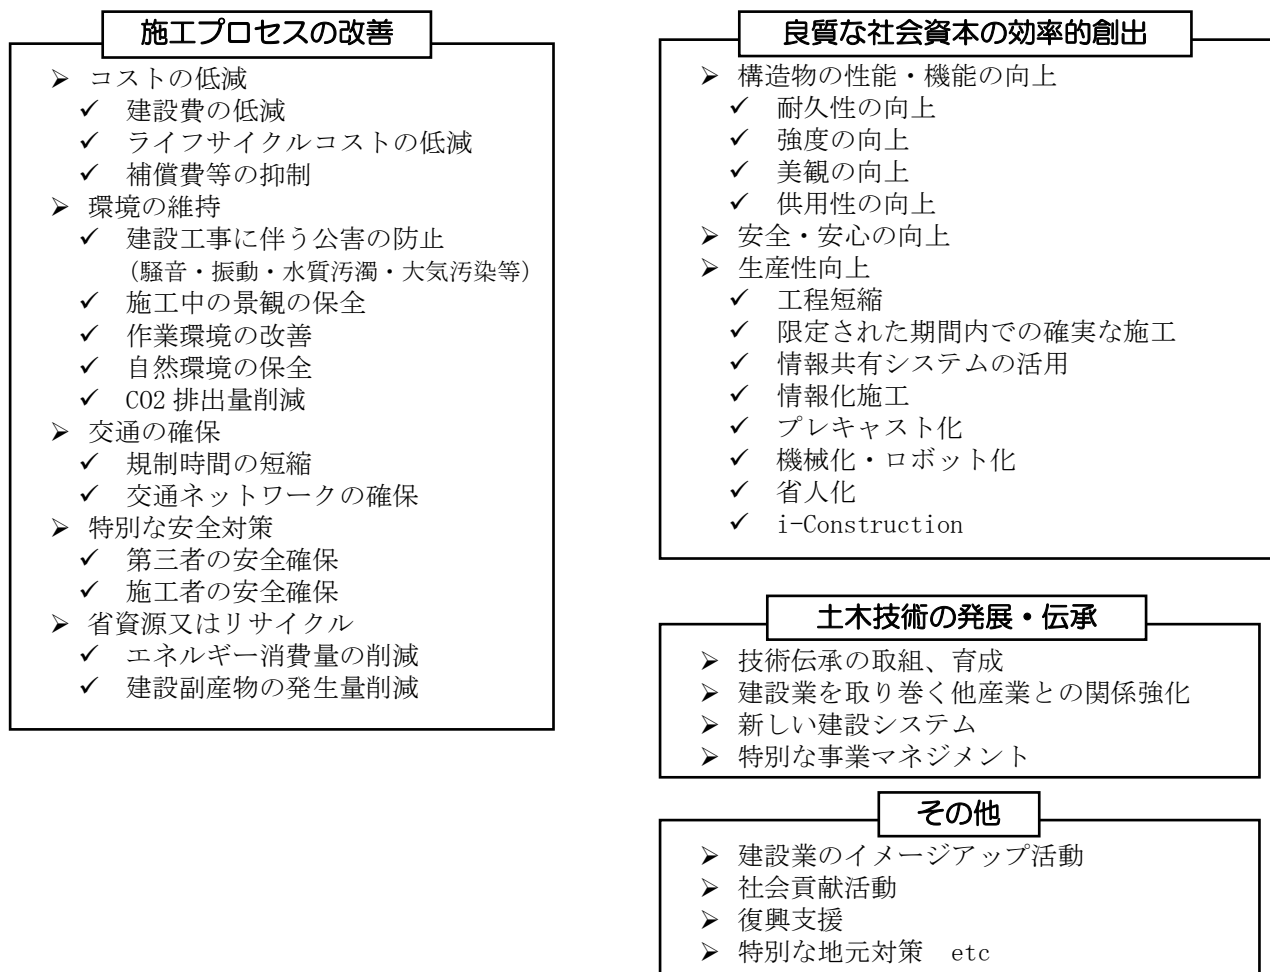 施工プロセスの改善
➢ コストの低減
✓ 建設費の低減
✓ ライフサイクルコストの低減
✓ 補償費等の抑制
➢ 環境の維持
✓ 建設工事に伴う公害の防止
（騒音・振動・水質汚濁・大気汚染等）
✓ 施工中の景観の保全
✓ 作業環境の改善
✓ 自然環境の保全
✓ CO2 排出量削減
➢ 交通の確保
✓ 規制時間の短縮
✓ 交通ネットワークの確保
➢ 特別な安全対策
✓ 第三者の安全確保
✓ 施工者の安全確保
➢ 省資源又はリサイクル
✓ エネルギー消費量の削減
✓ 建設副産物の発生量削減
良質な社会資本の効率的創出
➢ 構造物の性能・機能の向上
✓ 耐久性の向上
✓ 強度の向上
✓ 美観の向上
✓ 供用性の向上
➢ 安全・安心の向上
➢ 生産性向上
✓ 工程短縮
✓ 限定された期間内での確実な施工
✓ 情報共有システムの活用
✓ 情報化施工
✓ プレキャスト化
✓ 機械化・ロボット化
✓ 省人化
✓ i-Construction
土木技術の発展・伝承
➢ 技術伝承の取組、育成
➢ 建設業を取り巻く他産業との関係強化
➢ 新しい建設システム
➢ 特別な事業マネジメント
その他
➢ 建設業のイメージアップ活動
➢ 社会貢献活動
➢ 復興支援
➢ 特別な地元対策　etc